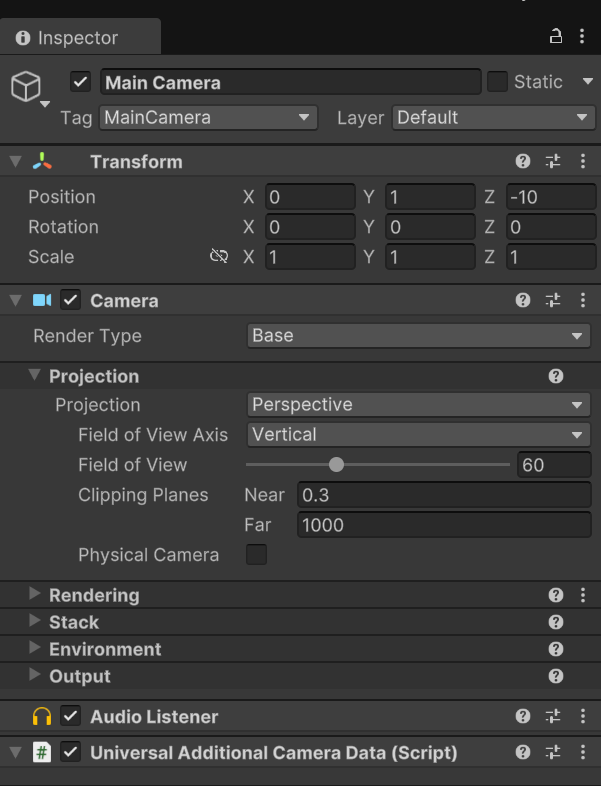 Inspector
Main Camera Static
Tag MainCamera Layer Default
Transform
Position X 0 Y 1 Z -10
Rotation X 0 Y 0 Z 0
Scale X 1 Y 1 Z 1
Camera
Render Type Base
Projection
Projection Perspective
Field of View Axis Vertical
Field of View 60
Clipping Planes Near 0.3
Far 1000
Physical Camera
Rendering
Stack
Environment
Output
Audio Listener
# Universal Additional Camera Data (Script)